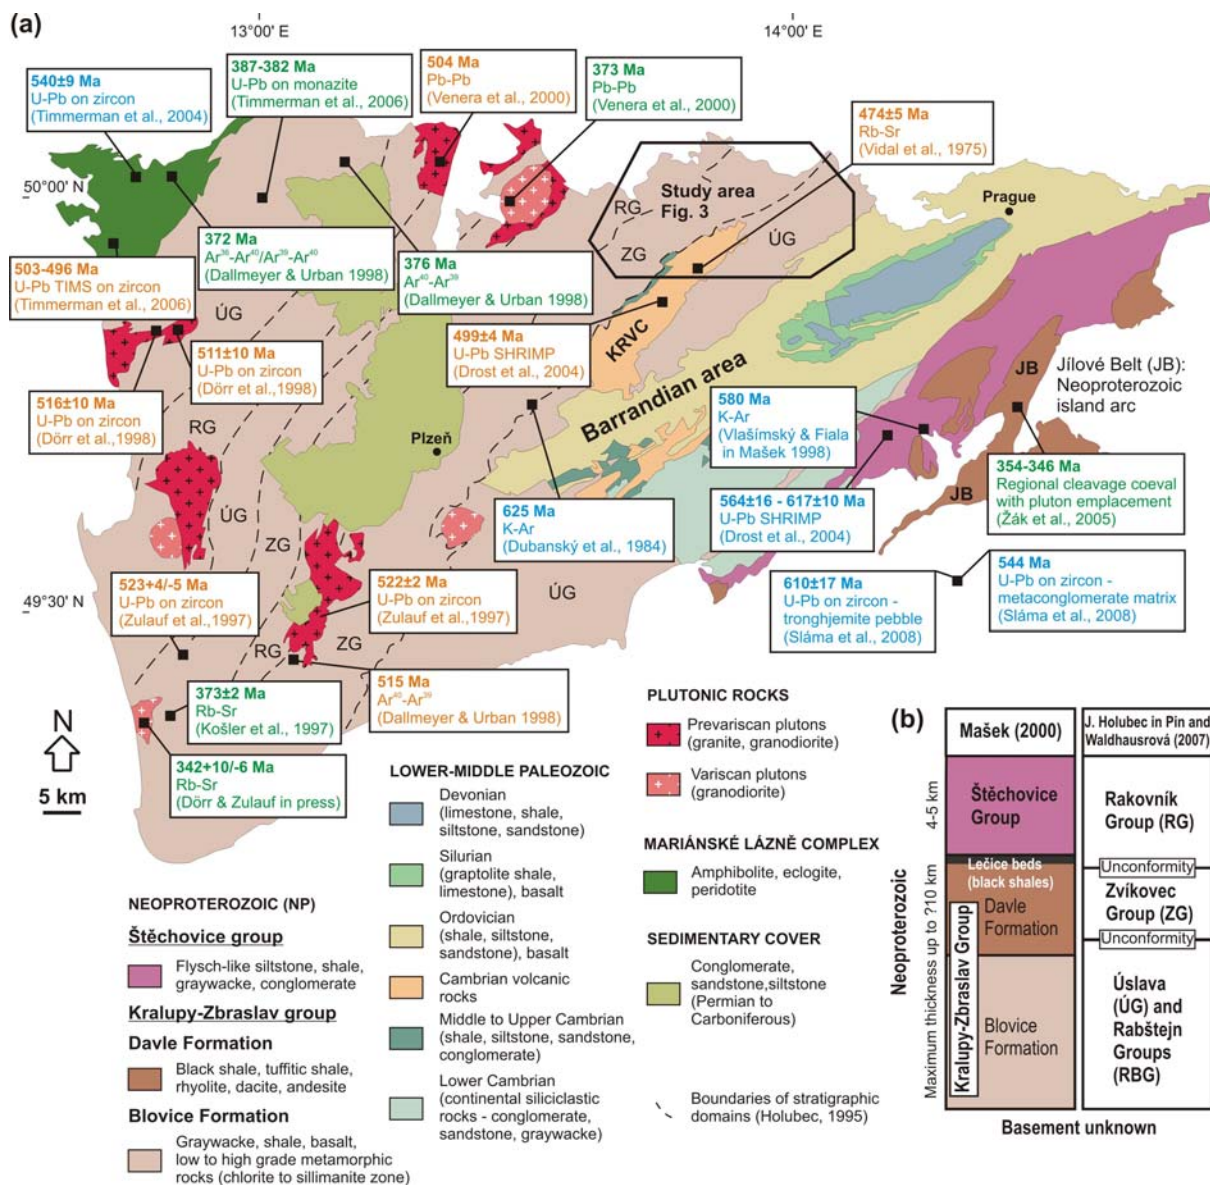 (a)
13°00' E
14°00' E
540±9 Ma
U-Pb on zircon
(Timmerman et al., 2004)
387-382 Ma
U-Pb on monazite
(Timmerman et al., 2006)
504 Ma
Pb-Pb
(Venera et al., 2000)
373 Ma
Pb-Pb
(Venera et al., 2000)
474±5 Ma
Rb-Sr
(Vidal et al., 1975)
50°00' N
Study area
Fig. 3
RG
ZG
ÚG
Prague
372 Ma
Ar³⁶-Ar⁴⁰/Ar³⁹-Ar⁴⁰
(Dallmeyer & Urban 1998)
376 Ma
Ar⁴⁰-Ar³⁹
(Dallmeyer & Urban 1998)
503-496 Ma
U-Pb TIMS on zircon
(Timmerman et al., 2006)
ÚG
511±10 Ma
U-Pb on zircon
(Dörr et al.,1998)
499±4 Ma
U-Pb SHRIMP
(Drost et al., 2004)
KRVC
516±10 Ma
U-Pb on zircon
(Dörr et al.,1998)
RG
Plzeň
Barrandian area
580 Ma
K-Ar
(Vlašímský & Fiala
in Mašek 1998)
JB
Jílové Belt (JB):
Neoproterozoic
island arc
354-346 Ma
Regional cleavage coeval
with pluton emplacement
(Žák et al., 2005)
JB
ÚG
ZG
625 Ma
K-Ar
(Dubanský et al., 1984)
564±16 - 617±10 Ma
U-Pb SHRIMP
(Drost et al., 2004)
49°30' N
523+4/-5 Ma
U-Pb on zircon
(Zulauf et al.,1997)
522±2 Ma
U-Pb on zircon
(Zulauf et al., 1997)
ÚG
610±17 Ma
U-Pb on zircon -
tronghjemite pebble
(Sláma et al., 2008)
544 Ma
U-Pb on zircon -
metaconglomerate matrix
(Sláma et al., 2008)
RG
ZG
373±2 Ma
Rb-Sr
(Košler et al., 1997)
515 Ma
Ar⁴⁰-Ar³⁹
(Dallmeyer & Urban 1998)
342+10/-6 Ma
Rb-Sr
(Dörr & Zulauf in press)
N
5 km
NEOPROTEROZOIC (NP)
Štěchovice group
Flysch-like siltstone, shale,
graywacke, conglomerate
Kralupy-Zbraslav group
Davle Formation
Black shale, tuffitic shale,
rhyolite, dacite, andesite
Blovice Formation
Graywacke, shale, basalt,
low to high grade metamorphic
rocks (chlorite to sillimanite zone)
LOWER-MIDDLE PALEOZOIC
Devonian
(limestone, shale,
siltstone, sandstone)
Silurian
(graptolite shale,
limestone), basalt
Ordovician
(shale, siltstone,
sandstone), basalt
Cambrian volcanic
rocks
Middle to Upper Cambrian
(shale, siltstone, sandstone,
conglomerate)
Lower Cambrian
(continental siliciclastic
rocks - conglomerate,
sandstone, graywacke)
PLUTONIC ROCKS
Prevariscan plutons
(granite, granodiorite)
Variscan plutons
(granodiorite)
MARIÁNSKÉ LÁZNĚ COMPLEX
Amphibolite, eclogite,
peridotite
SEDIMENTARY COVER
Conglomerate,
sandstone,siltstone
(Permian to
Carboniferous)
Boundaries of stratigraphic
domains (Holubec, 1995)
(b)
Mašek (2000)
J. Holubec in Pin and
Waldhausrová (2007)
Neoproterozoic
4-5 km
Maximum thickness up to ?10 km
Štěchovice
Group
Lečice beds
(black shales)
Kralupy-Zbraslav Group
Davle
Formation
Blovice
Formation
Rakovník
Group (RG)
Unconformity
Zvíkovec
Group (ZG)
Unconformity
Úslava
(ÚG) and
Rabštejn
Groups
(RBG)
Basement unknown